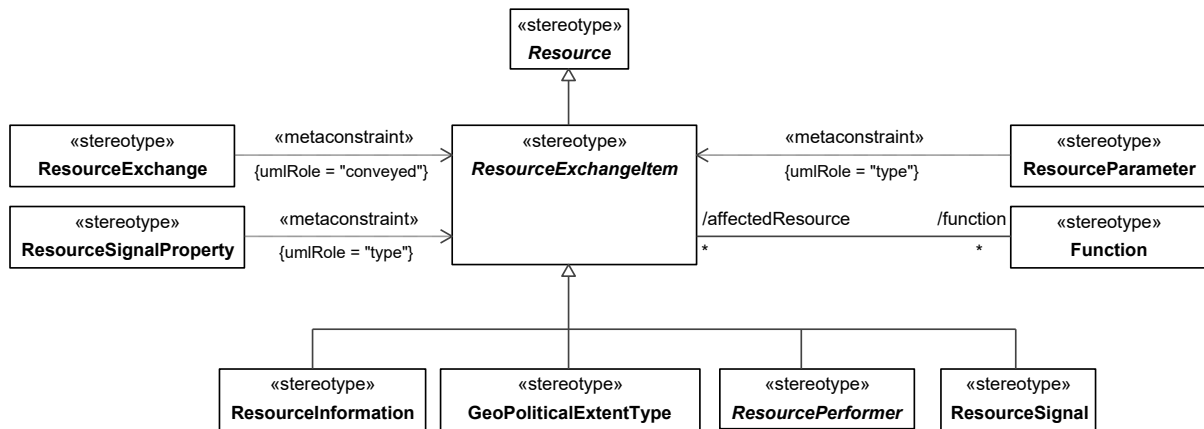 «stereotype»
Resource
«stereotype»
ResourceExchange
«metaconstraint»
{umlRole = "conveyed"}
«stereotype»
ResourceExchangeItem
«metaconstraint»
{umlRole = "type"}
«stereotype»
ResourceParameter
«stereotype»
ResourceSignalProperty
«metaconstraint»
{umlRole = "type"}
/affectedResource
*
/function
*
«stereotype»
Function
«stereotype»
ResourceInformation
«stereotype»
GeoPoliticalExtentType
«stereotype»
ResourcePerformer
«stereotype»
ResourceSignal